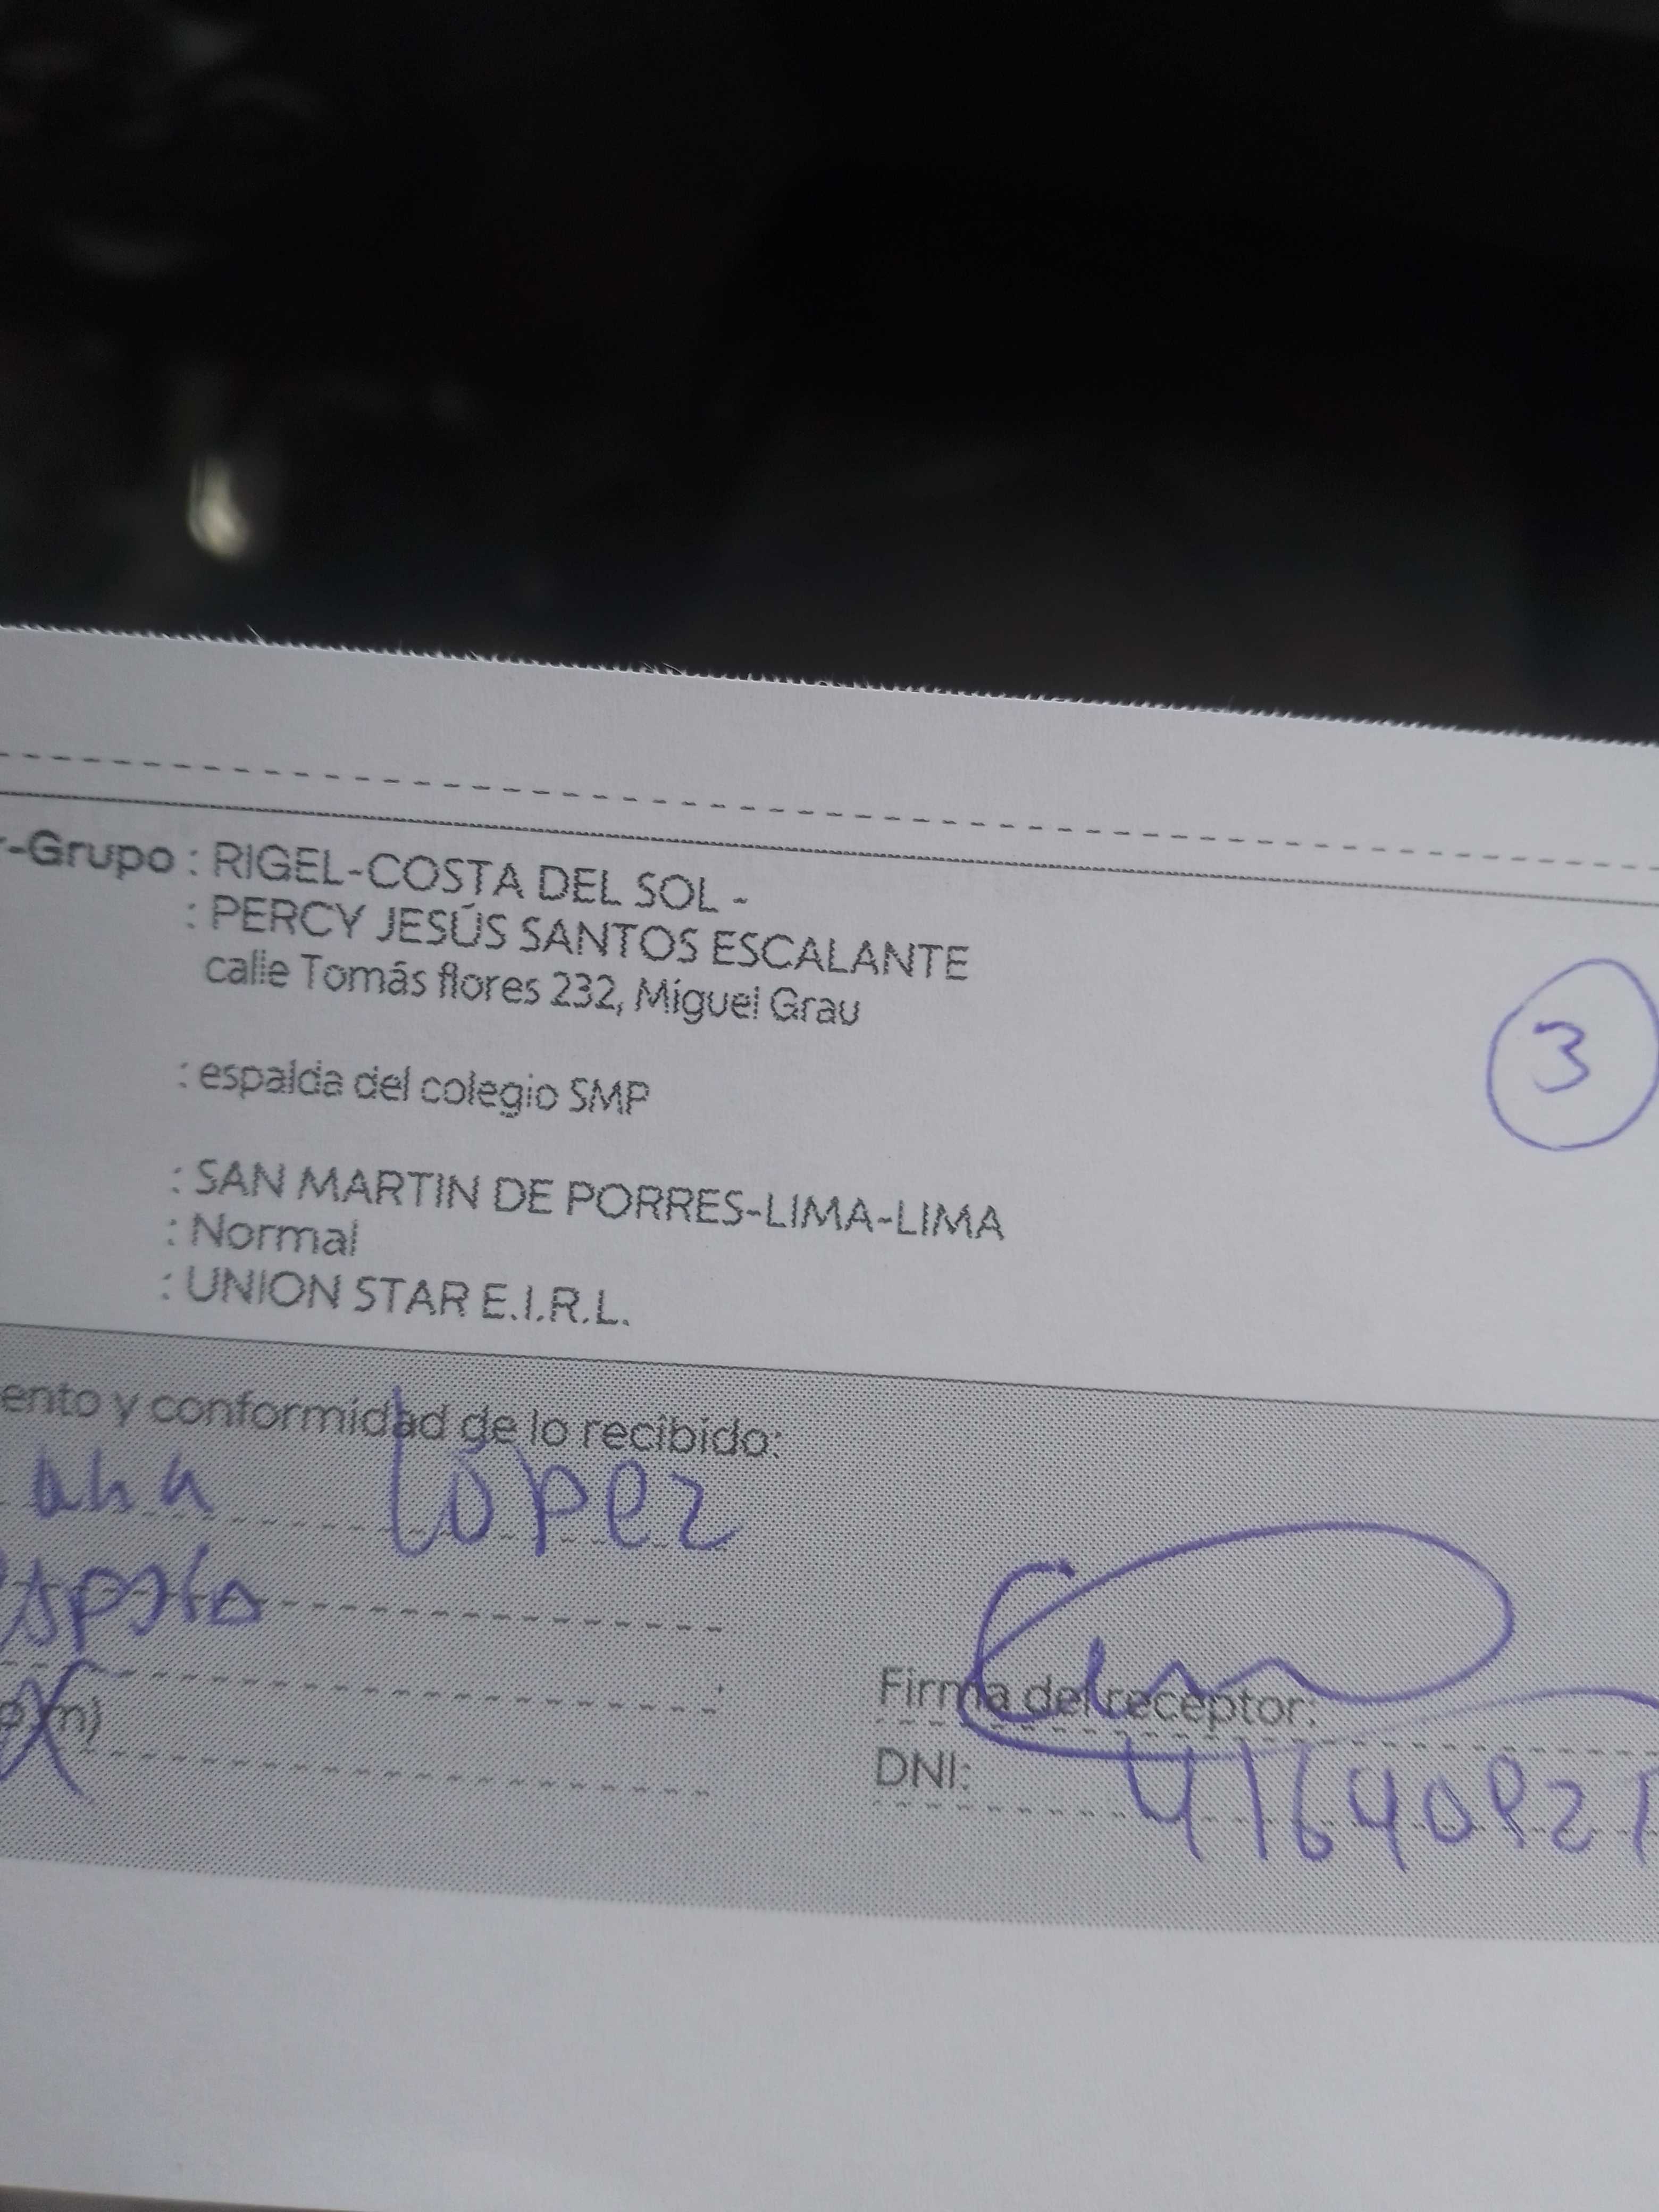 r-Grupo : RIGEL-COSTA DEL SOL -
: PERCY JESÚS SANTOS ESCALANTE
calle Tomás flores 232, Miguel Grau
3
: espalda del colegio SMP
: SAN MARTIN DE PORRES-LIMA-LIMA
: Normal
: UNION STAR E.I.R.L.
ento y conformidad de lo recibido:
López
Firma del receptor:
DNI: